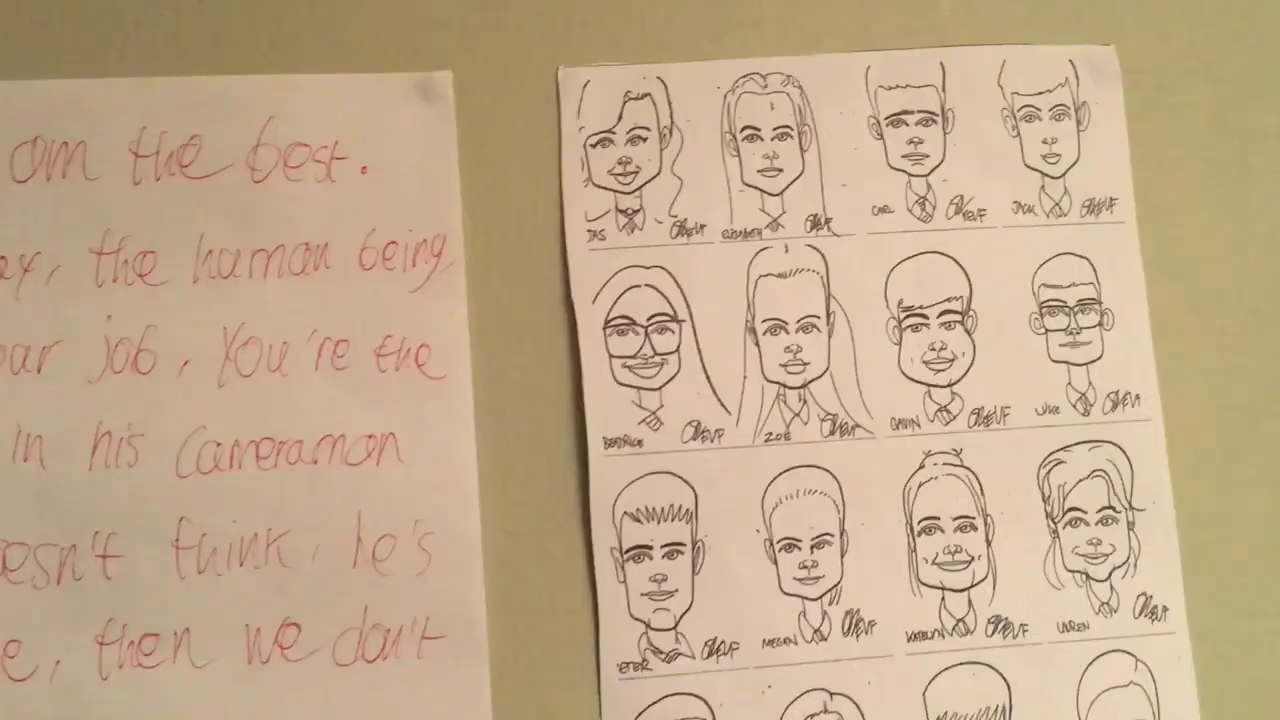 am the best.
ey, the human being,
our job, You're the
in his Cameraman
esn't think, he's
e, then we don't
JAS ELIZABETH CARL JACK
BEATRICE ZOE GAVIN LUKE
PETER MEGAN KATELYN LAUREN